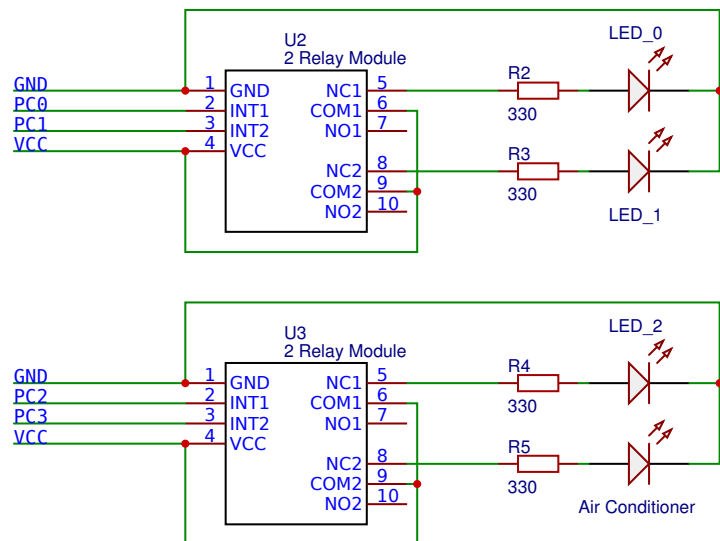 LED_0
U2
2 Relay Module
GND 1 GND NC1 5 R2
PC0 2 INT1 COM1 6
PC1 3 INT2 NO1 7 330
VCC 4 VCC
NC2 8 R3
COM2 9 330
NO2 10 LED_1
LED_2
U3
2 Relay Module
GND 1 GND NC1 5 R4
PC2 2 INT1 COM1 6
PC3 3 INT2 NO1 7 330
VCC 4 VCC
NC2 8 R5
COM2 9 330
NO2 10 Air Conditioner